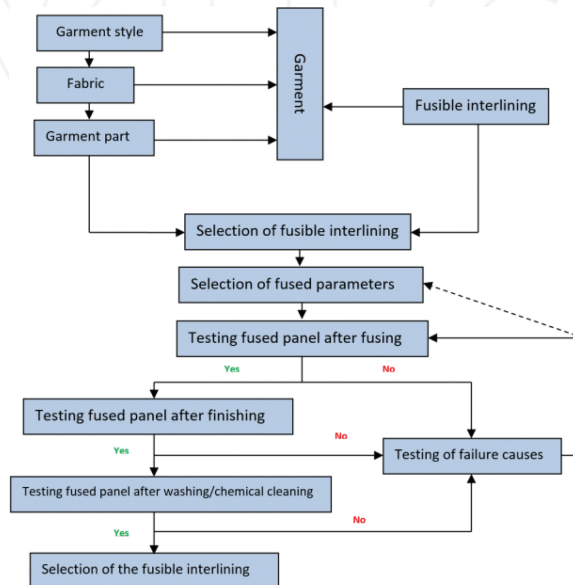 Garment style
Fabric
Garment part
Garment
Fusible interlining
Selection of fusible interlining
Selection of fused parameters
Testing fused panel after fusing
Yes
No
Testing fused panel after finishing
Yes
No
Testing of failure causes
Testing fused panel after washing/chemical cleaning
Yes
No
Selection of the fusible interlining